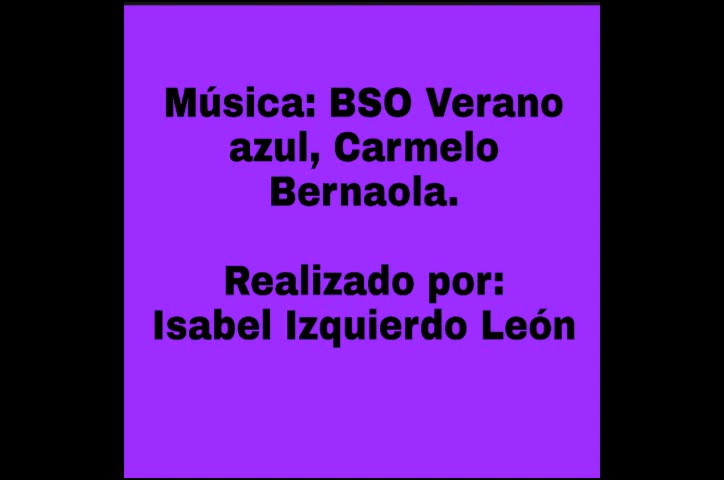 Música: BSO Verano
azul, Carmelo
Bernaola.
Realizado por:
Isabel Izquierdo León